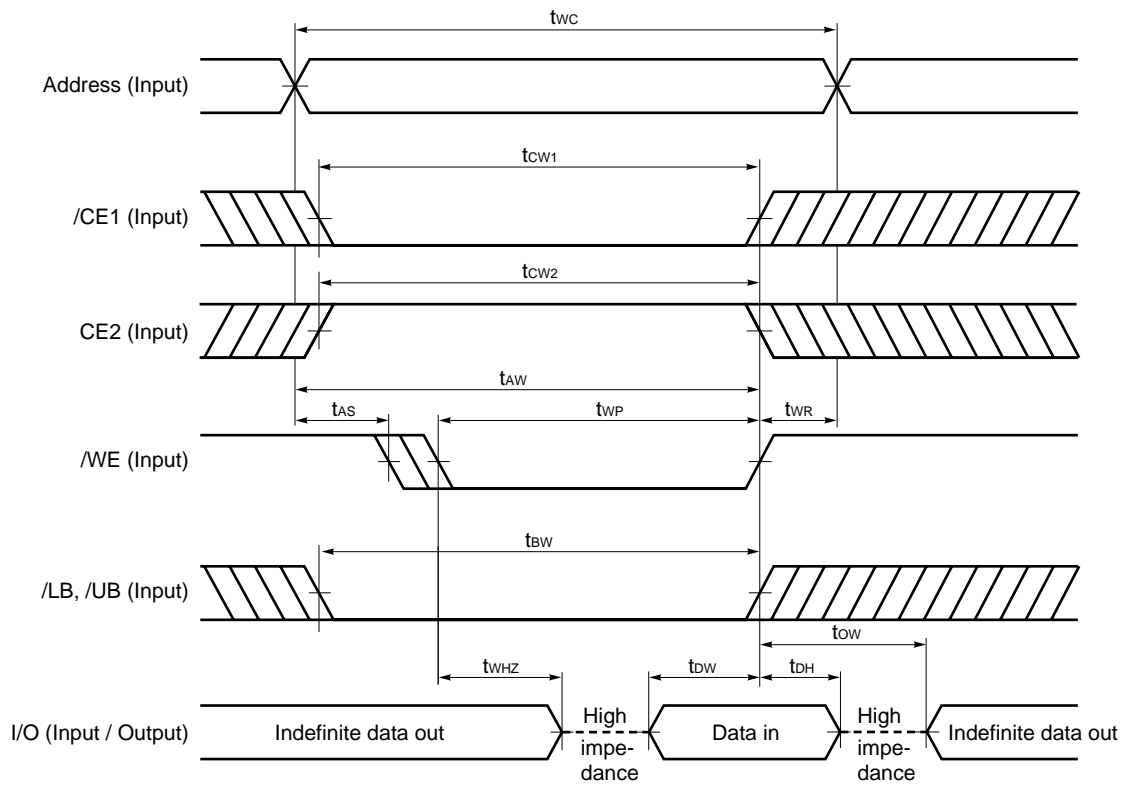 tWC
Address (Input)
tCW1
/CE1 (Input)
tCW2
CE2 (Input)
tAW
tAS
tWP
tWR
/WE (Input)
tBW
/LB, /UB (Input)
tOW
tWHZ
tDW
tDH
I/O (Input / Output)
Indefinite data out
High
impe-
dance
Data in
High
impe-
dance
Indefinite data out